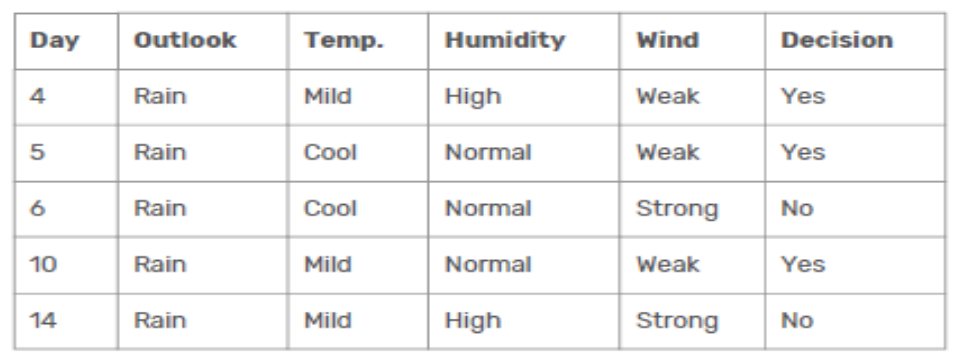 Day Outlook Temp. Humidity Wind Decision
4 Rain Mild High Weak Yes
5 Rain Cool Normal Weak Yes
6 Rain Cool Normal Strong No
10 Rain Mild Normal Weak Yes
14 Rain Mild High Strong No